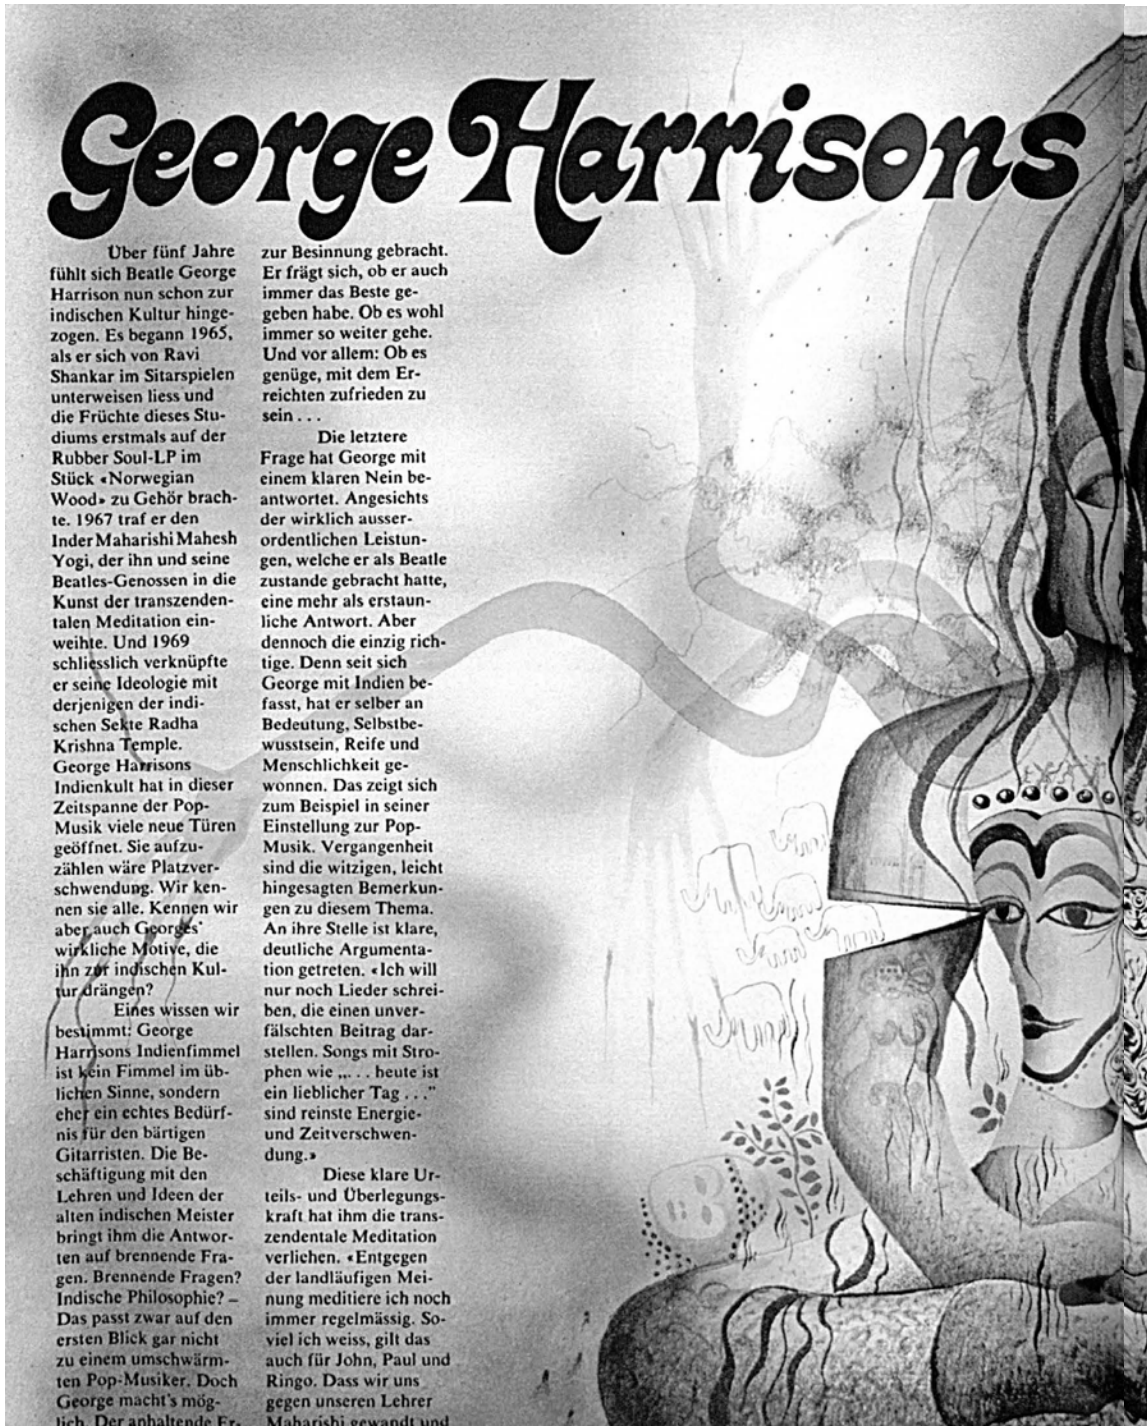 George Harrisons
Über fünf Jahre
fühlt sich Beatle George
Harrison nun schon zur
indischen Kultur hinge-
zogen. Es begann 1965,
als er sich von Ravi
Shankar im Sitarspielen
unterweisen liess und
die Früchte dieses Stu-
diums erstmals auf der
Rubber Soul-LP im
Stück «Norwegian
Wood» zu Gehör brach-
te. 1967 traf er den
Inder Maharishi Mahesh
Yogi, der ihn und seine
Beatles-Genossen in die
Kunst der transzenden-
talen Meditation ein-
weihte. Und 1969
schliesslich verknüpfte
er seine Ideologie mit
derjenigen der indi-
schen Sekte Radha
Krishna Temple.
George Harrisons
Indienkult hat in dieser
Zeitspanne der Pop-
Musik viele neue Türen
geöffnet. Sie aufzu-
zählen wäre Platzver-
schwendung. Wir ken-
nen sie alle. Kennen wir
aber auch Georges'
wirkliche Motive, die
ihn zur indischen Kul-
tur drängen?
Eines wissen wir
bestimmt: George
Harrisons Indienfimmel
ist kein Fimmel im üb-
lichen Sinne, sondern
eher ein echtes Bedürf-
nis für den bärtigen
Gitarristen. Die Be-
schäftigung mit den
Lehren und Ideen der
alten indischen Meister
bringt ihm die Antwor-
ten auf brennende Fra-
gen. Brennende Fragen?
Indische Philosophie? –
Das passt zwar auf den
ersten Blick gar nicht
zu einem umschwärm-
ten Pop-Musiker. Doch
George macht's mög-
lich. Der anhaltende Er-
zur Besinnung gebracht.
Er frägt sich, ob er auch
immer das Beste ge-
geben habe. Ob es wohl
immer so weiter gehe.
Und vor allem: Ob es
genüge, mit dem Er-
reichten zufrieden zu
sein . . .
Die letztere
Frage hat George mit
einem klaren Nein be-
antwortet. Angesichts
der wirklich ausser-
ordentlichen Leistun-
gen, welche er als Beatle
zustande gebracht hatte,
eine mehr als erstaun-
liche Antwort. Aber
dennoch die einzig rich-
tige. Denn seit sich
George mit Indien be-
fasst, hat er selber an
Bedeutung, Selbstbe-
wusstsein, Reife und
Menschlichkeit ge-
wonnen. Das zeigt sich
zum Beispiel in seiner
Einstellung zur Pop-
Musik. Vergangenheit
sind die witzigen, leicht
hingesagten Bemerkun-
gen zu diesem Thema.
An ihre Stelle ist klare,
deutliche Argumenta-
tion getreten. «Ich will
nur noch Lieder schrei-
ben, die einen unver-
fälschten Beitrag dar-
stellen. Songs mit Stro-
phen wie „. . . heute ist
ein lieblicher Tag . . .”
sind reinste Energie-
und Zeitverschwen-
dung.»
Diese klare Ur-
teils- und Überlegungs-
kraft hat ihm die trans-
zendentale Meditation
verliehen. «Entgegen
der landläufigen Mei-
nung meditiere ich noch
immer regelmässig. So-
viel ich weiss, gilt das
auch für John, Paul und
Ringo. Dass wir uns
gegen unseren Lehrer
Maharishi gewandt und